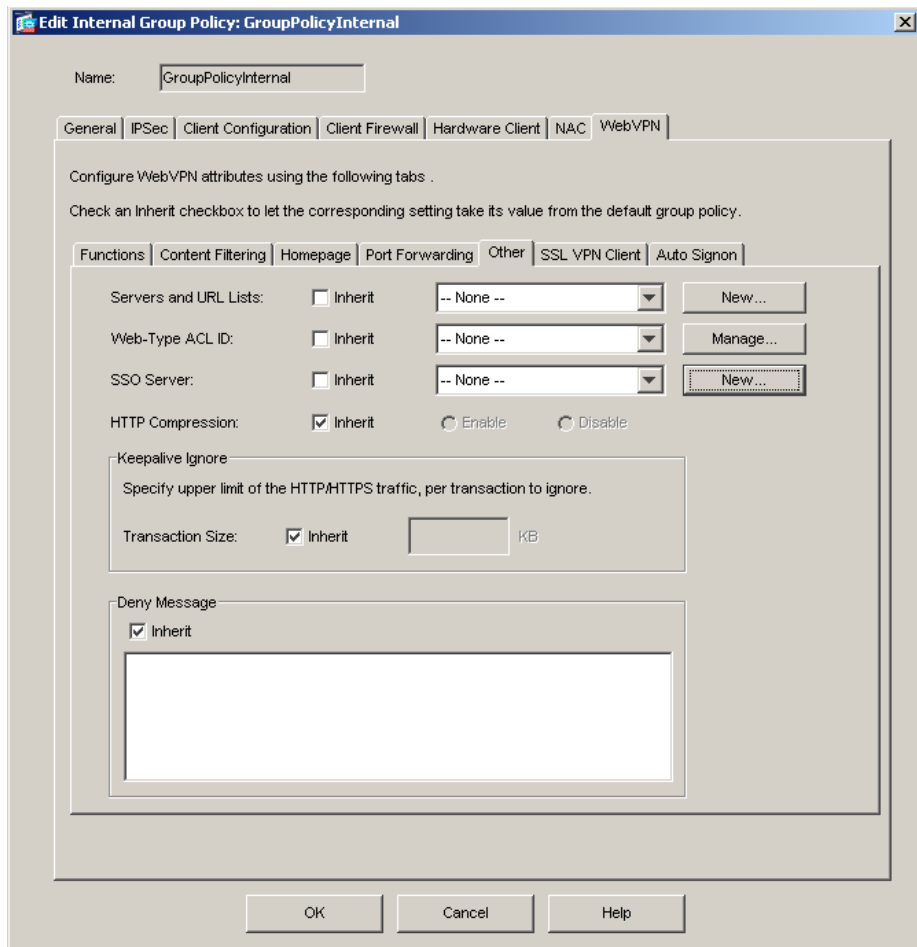 Edit Internal Group Policy: GroupPolicyInternal
Name: GroupPolicyInternal
General IPSec Client Configuration Client Firewall Hardware Client NAC WebVPN
Configure WebVPN attributes using the following tabs .
Check an Inherit checkbox to let the corresponding setting take its value from the default group policy.
Functions Content Filtering Homepage Port Forwarding Other SSL VPN Client Auto Signon
Servers and URL Lists: Inherit -- None -- New...
Web-Type ACL ID: Inherit -- None -- Manage...
SSO Server: Inherit -- None -- New...
HTTP Compression: Inherit Enable Disable
Keepalive Ignore
Specify upper limit of the HTTP/HTTPS traffic, per transaction to ignore.
Transaction Size: Inherit KB
Deny Message
Inherit
OK Cancel Help